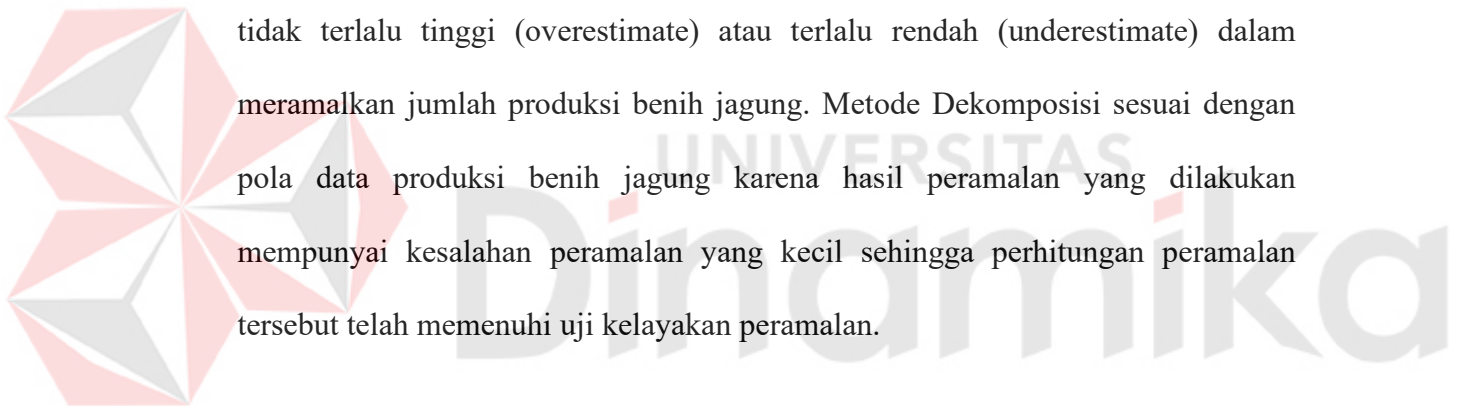 tidak terlalu tinggi (overestimate) atau terlalu rendah (underestimate) dalam
meramalkan jumlah produksi benih jagung. Metode Dekomposisi sesuai dengan
UNIVERSITAS
pola data produksi benih jagung karena hasil peramalan yang dilakukan
Dinamika
mempunyai kesalahan peramalan yang kecil sehingga perhitungan peramalan
tersebut telah memenuhi uji kelayakan peramalan.